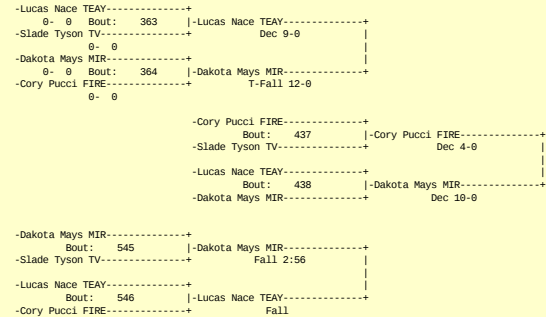 -Lucas Nace TEAY--------------+
0- 0 Bout: 363 |-Lucas Nace TEAY--------------+
-Slade Tyson TV---------------+ Dec 9-0 |
0- 0 |
-Dakota Mays MIR--------------+ |
0- 0 Bout: 364 |-Dakota Mays MIR--------------+
-Cory Pucci FIRE--------------+ T-Fall 12-0
0- 0
-Cory Pucci FIRE--------------+
Bout: 437 |-Cory Pucci FIRE--------------+
-Slade Tyson TV---------------+ Dec 4-0 |
|
-Lucas Nace TEAY--------------+ |
Bout: 438 |-Dakota Mays MIR--------------+
-Dakota Mays MIR--------------+ Dec 10-0
-Dakota Mays MIR--------------+
Bout: 545 |-Dakota Mays MIR--------------+
-Slade Tyson TV---------------+ Fall 2:56 |
|
-Lucas Nace TEAY--------------+ |
Bout: 546 |-Lucas Nace TEAY--------------+
-Cory Pucci FIRE--------------+ Fall